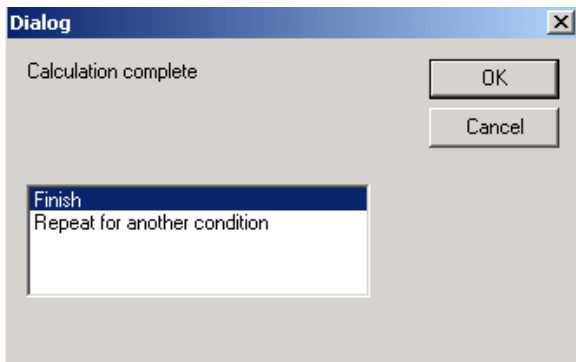 Dialog
Calculation complete
OK
Cancel
Finish
Repeat for another condition